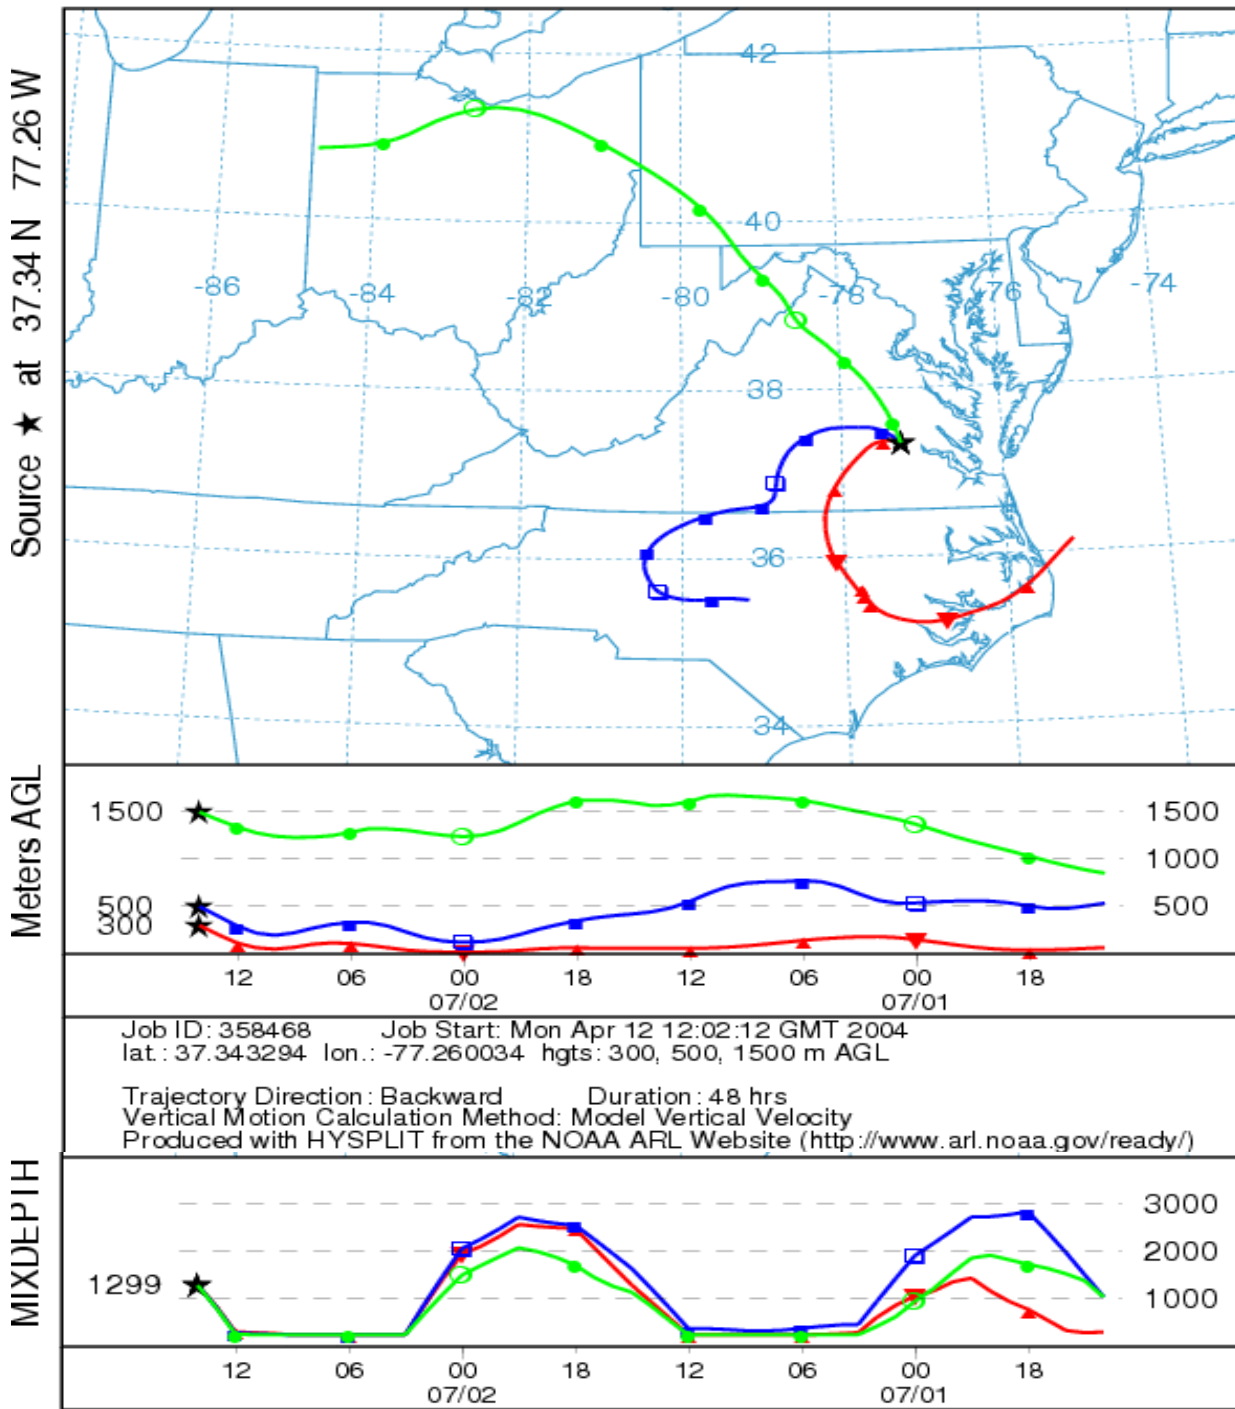 Source ★ at 37.34 N 77.26 W
42
40
-86
-84
-82
-80
-78
76
-74
38
36
34
Meters AGL
1500
500
300
1500
1000
500
12 06 00 18 12 06 00 18
07/02 07/01
Job ID: 358468 Job Start: Mon Apr 12 12:02:12 GMT 2004
lat.: 37.343294 lon.: -77.260034 hgts: 300, 500, 1500 m AGL
Trajectory Direction: Backward Duration: 48 hrs
Vertical Motion Calculation Method: Model Vertical Velocity
Produced with HYSPLIT from the NOAA ARL Website (http://www.arl.noaa.gov/ready/)
MIXDEPTH
1299
3000
2000
1000
12 06 00 18 12 06 00 18
07/02 07/01